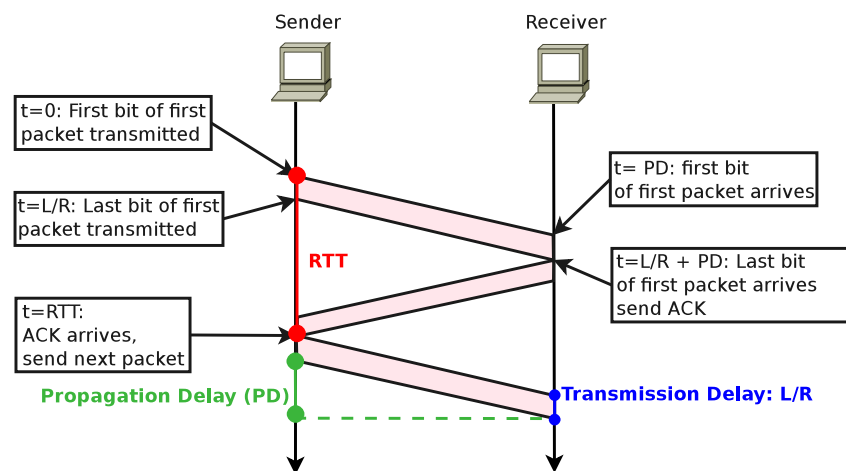 Sender
Receiver
t=0: First bit of first
packet transmitted
t= PD: first bit
of first packet arrives
t=L/R: Last bit of first
packet transmitted
RTT
t=L/R + PD: Last bit
of first packet arrives
send ACK
t=RTT:
ACK arrives,
send next packet
Propagation Delay (PD)
Transmission Delay: L/R